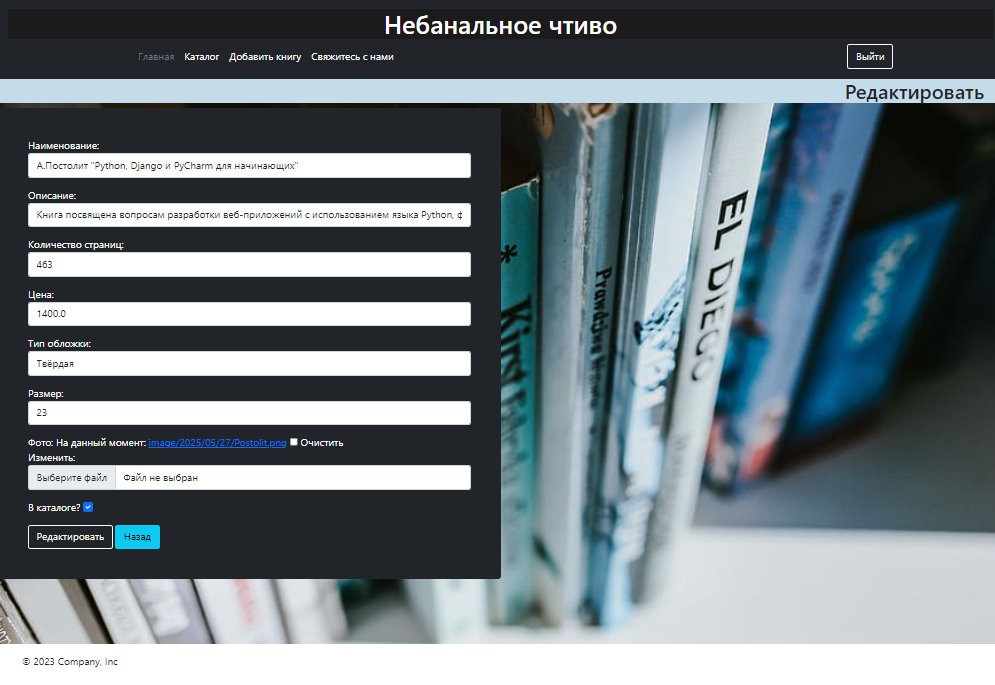 Небанальное чтиво
Главная Каталог Добавить книгу Свяжитесь с нами Выйти
Редактировать
Наименование:
А.Постолит "Python, Django и PyCharm для начинающих"
Описание:
Книга посвящена вопросам разработки веб-приложений с использованием языка Python, ф
Количество страниц:
463
Цена:
1400.0
Тип обложки:
Твёрдая
Размер:
23
Фото: На данный момент: image/2025/05/27/Postolit.png Очистить
Изменить:
Выберите файл Файл не выбран
В каталоге?
Редактировать Назад
EL DIEGO
© 2023 Company, Inc